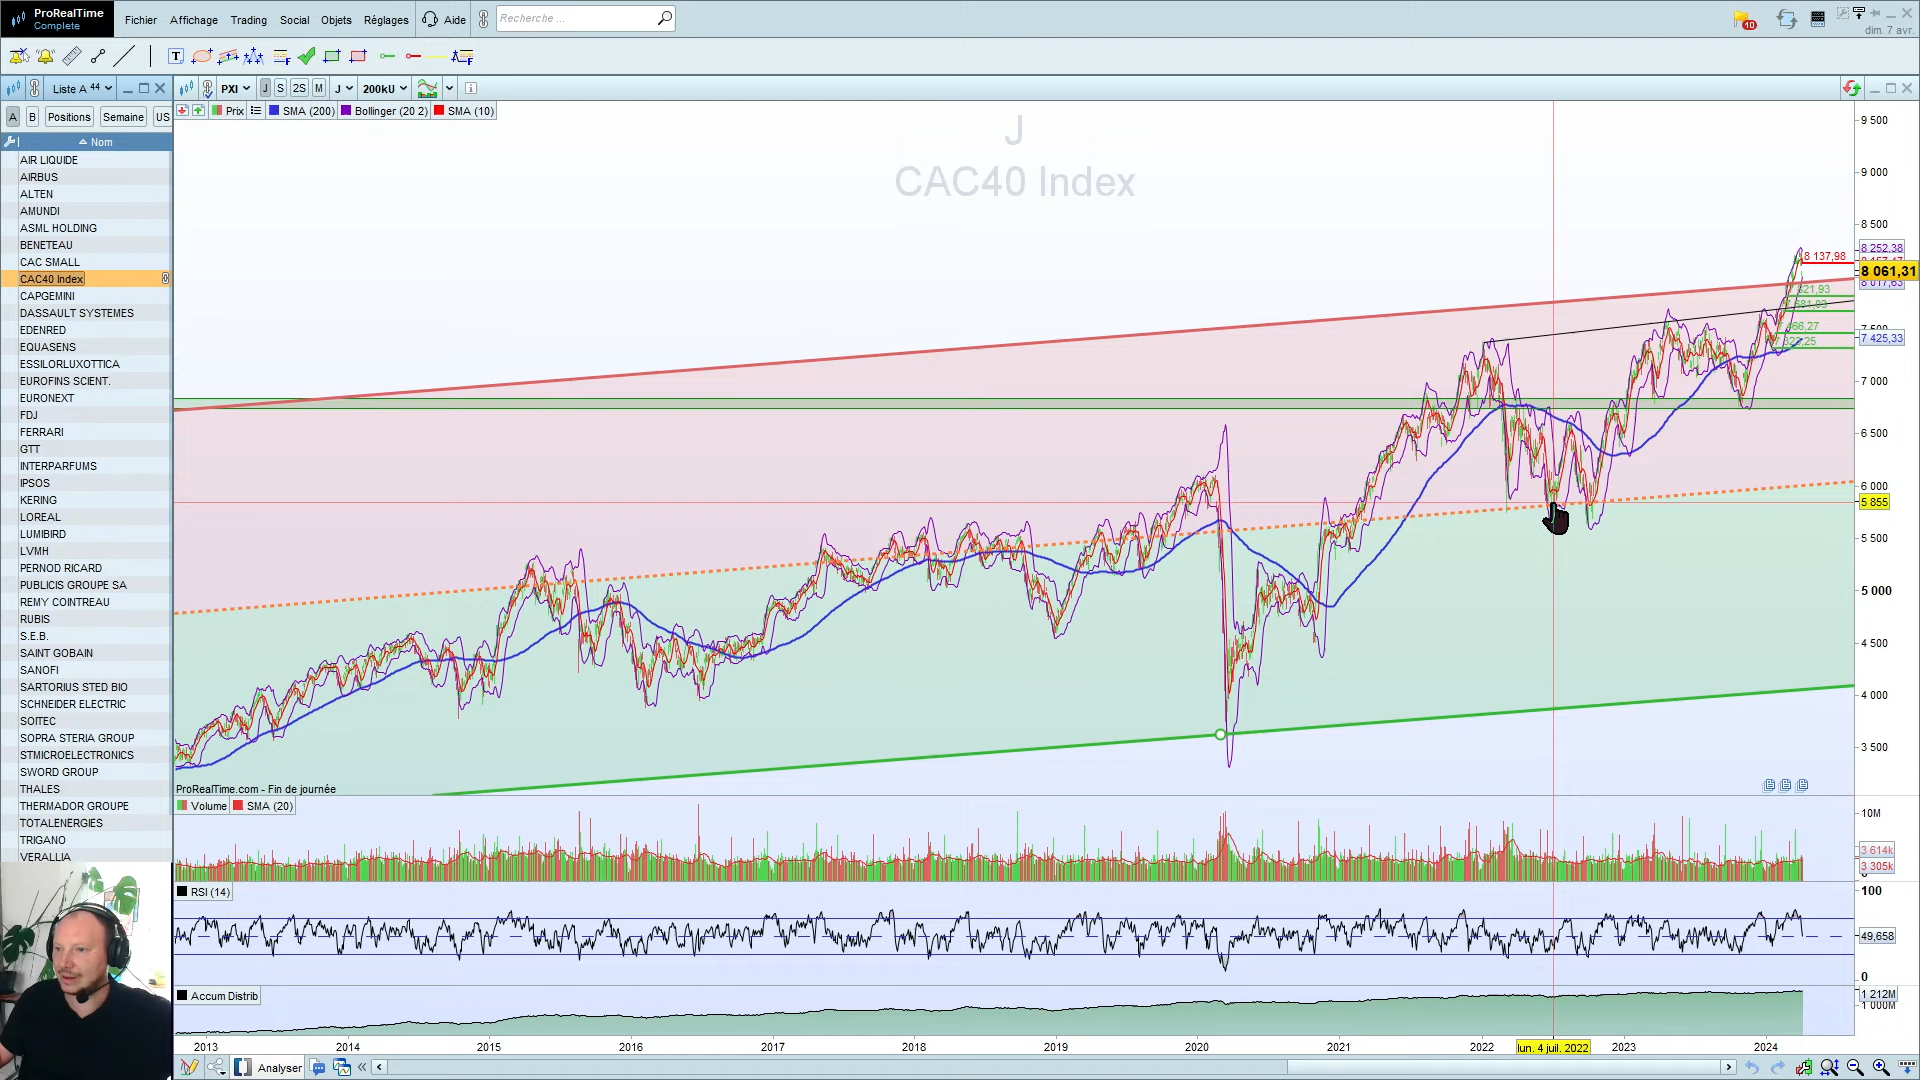 ProRealTime
Complete
Fichier Affichage Trading Social Objets Réglages Aide Recherche ...
10
dim. 7 avr.
Liste A 44
PXI J S 2S M J 200kU
A B Positions Semaine US
Prix SMA (200) Bollinger (20 2) SMA (10)
Nom
AIR LIQUIDE
AIRBUS
ALTEN
AMUNDI
ASML HOLDING
BENETEAU
CAC SMALL
CAC40 Index
CAPGEMINI
DASSAULT SYSTEMES
EDENRED
EQUASENS
ESSILORLUXOTTICA
EUROFINS SCIENT.
EURONEXT
FDJ
FERRARI
GTT
INTERPARFUMS
IPSOS
KERING
LOREAL
LUMIBIRD
LVMH
PERNOD RICARD
PUBLICIS GROUPE SA
REMY COINTREAU
RUBIS
S.E.B.
SAINT GOBAIN
SANOFI
SARTORIUS STED BIO
SCHNEIDER ELECTRIC
SOITEC
SOPRA STERIA GROUP
STMICROELECTRONICS
SWORD GROUP
THALES
THERMADOR GROUPE
TOTALENERGIES
TRIGANO
VERALLIA
J
CAC40 Index
9 500
9 000
8 500
8 252,38
8 137,98
8 061,31
8 017,63
7 425,33
7 000
6 500
6 000
5 855
5 500
5 000
4 500
4 000
3 500
ProRealTime.com - Fin de journée
Volume SMA (20)
10M
3 614k
3 305k
RSI (14)
100
49,658
0
Accum Distrib
1 212M
1 000M
2013 2014 2015 2016 2017 2018 2019 2020 2021 2022 lun. 4 juil. 2022 2023 2024
Analyser